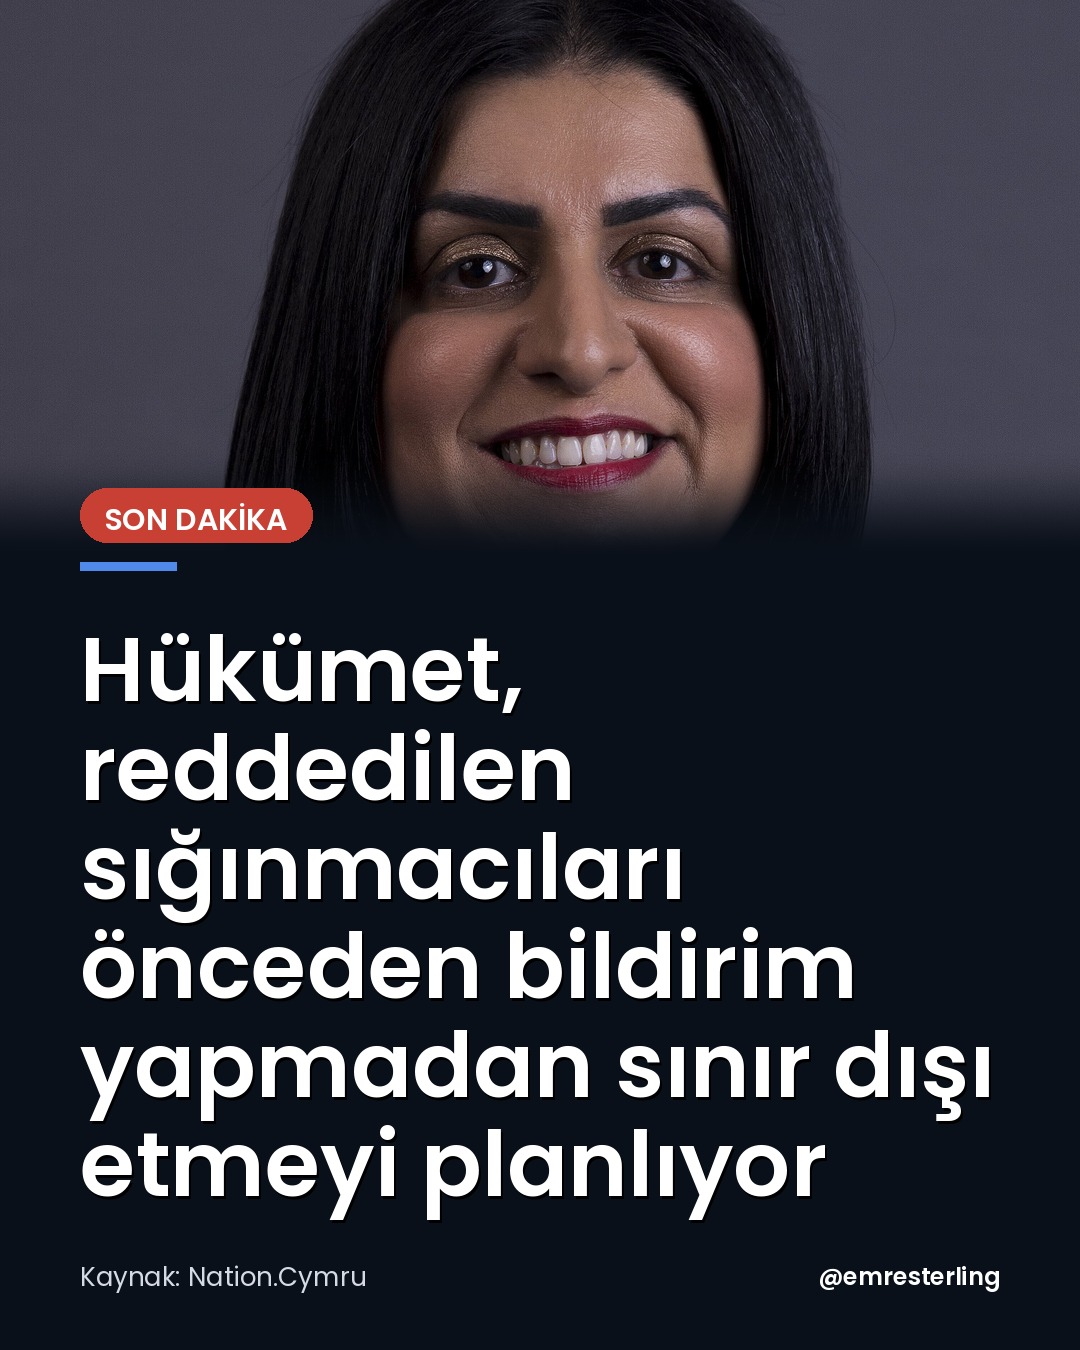 SON DAKİKA
Hükümet,
reddedilen
sığınmacıları
önceden bildirim
yapmadan sınır dışı
etmeyi planlıyor
Kaynak: Nation.Cymru
@emresterling